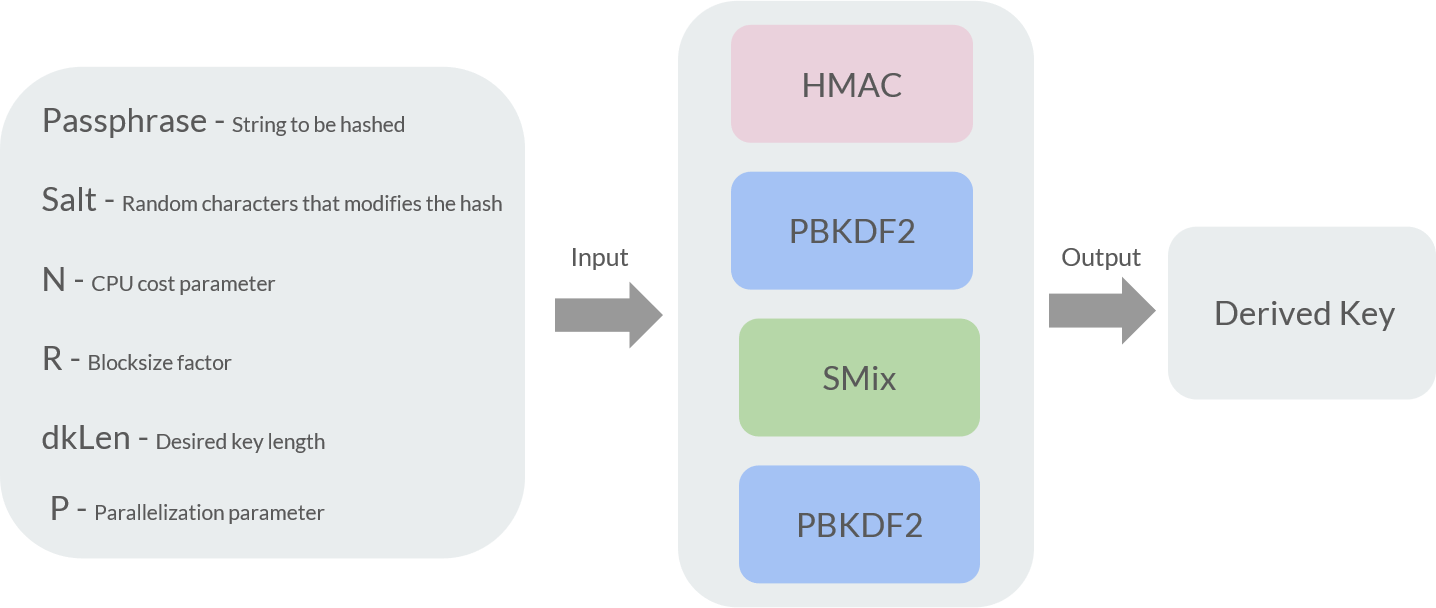 Passphrase - String to be hashed
Salt - Random characters that modifies the hash
N - CPU cost parameter
R - Blocksize factor
dkLen - Desired key length
P - Parallelization parameter
Input
HMAC
PBKDF2
SMix
PBKDF2
Output
Derived Key